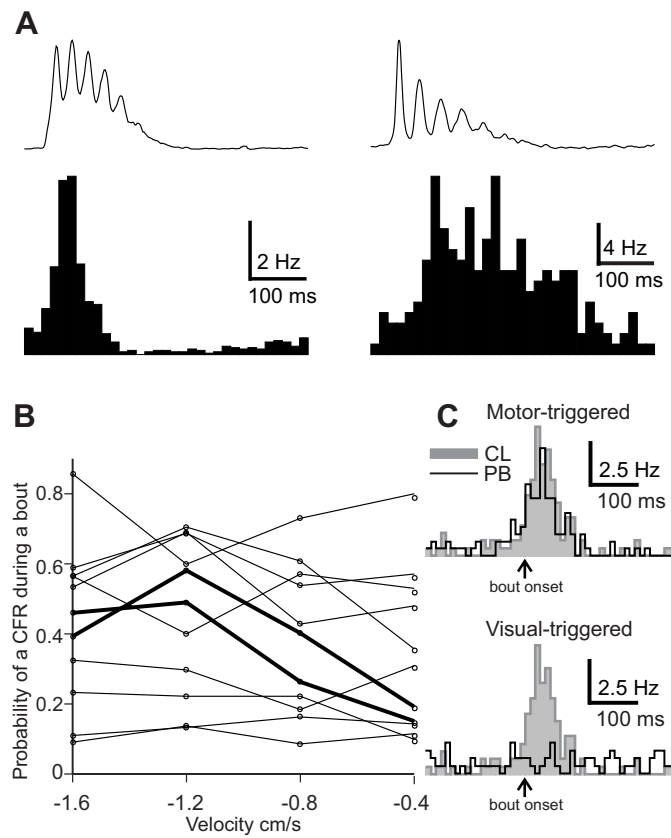 A
2 Hz
100 ms
4 Hz
100 ms
B
Probability of a CFR during a bout
0.8
0.6
0.4
0.2
0
-1.6
-1.2
-0.8
-0.4
Velocity cm/s
C
Motor-triggered
CL
PB
2.5 Hz
100 ms
bout onset
Visual-triggered
2.5 Hz
100 ms
bout onset